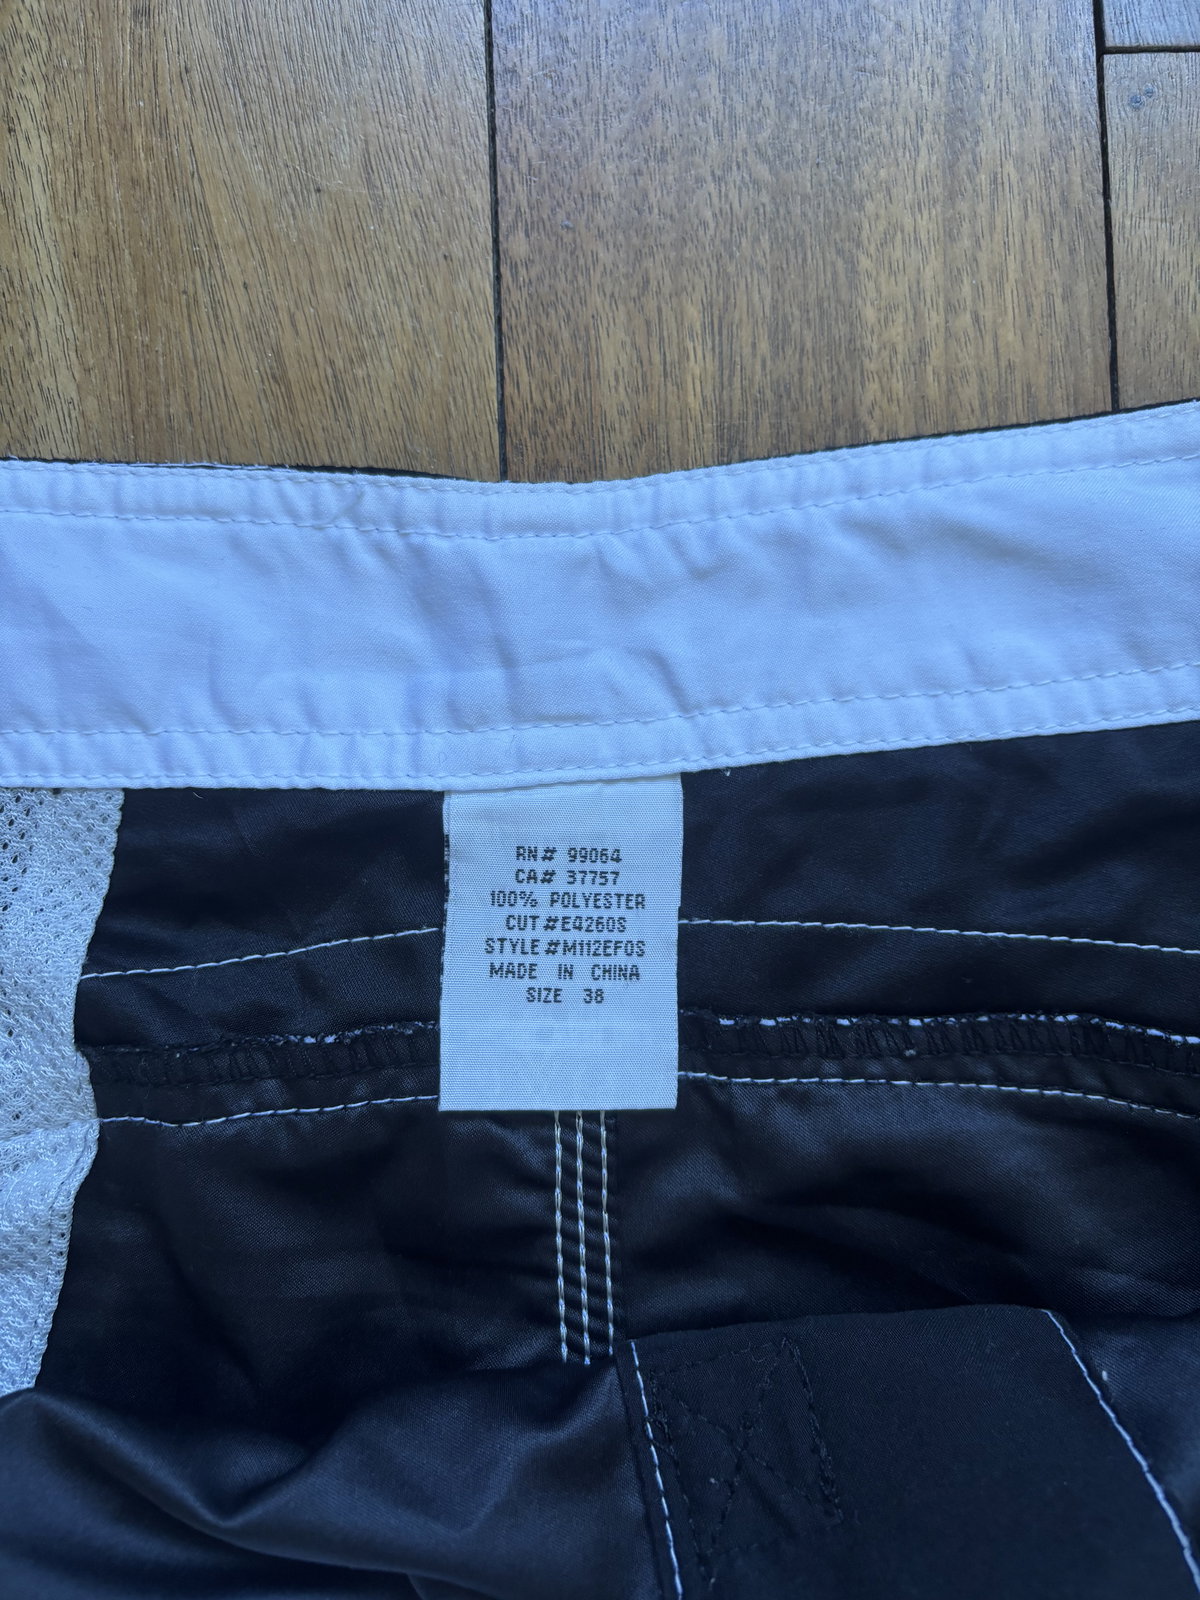 RN# 99064
CA# 37757
100% POLYESTER
CUT #E4260S
STYLE #M112EF0S
MADE IN CHINA
SIZE 38